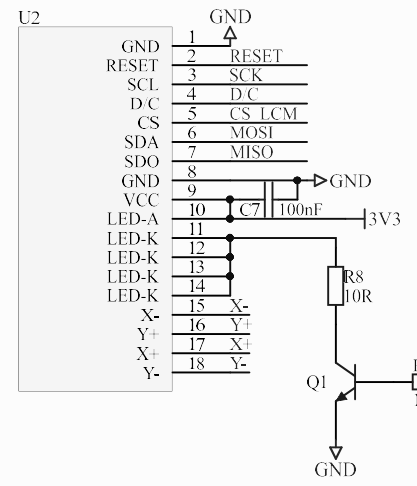 U2
GND
GND 1
RESET 2 RESET
SCL 3 SCK
D/C 4 D/C
CS 5 CS_LCM
SDA 6 MOSI
SDO 7 MISO
GND 8 GND
VCC 9 C7 100nF
LED-A 10 3V3
LED-K 11
LED-K 12
LED-K 13
LED-K 14
R8
10R
X- 15 X-
Y+ 16 Y+
X+ 17 X+
Y- 18 Y-
Q1
GND